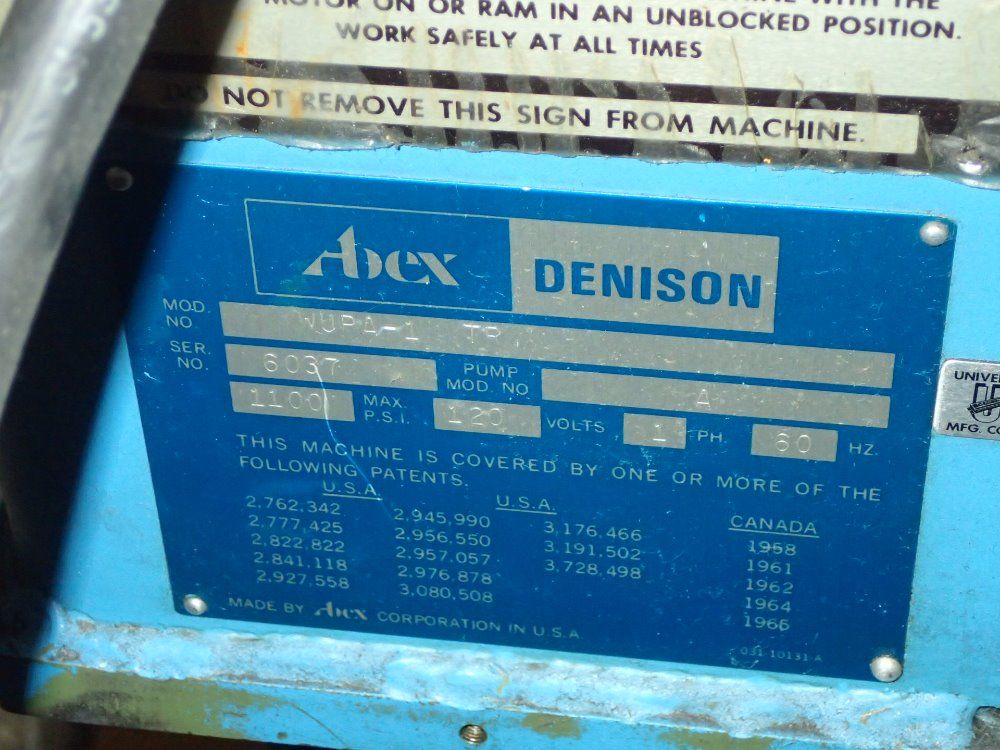 MOTOR ON OR RAM IN AN UNBLOCKED POSITION.
WORK SAFELY AT ALL TIMES
DO NOT REMOVE THIS SIGN FROM MACHINE.
Abex DENISON
MOD. NO
SER. NO. 6037 PUMP MOD. NO A
1100 MAX. P.S.I. 120 VOLTS 1 PH. 60 HZ.
THIS MACHINE IS COVERED BY ONE OR MORE OF THE
FOLLOWING PATENTS.
U.S.A. U.S.A. CANADA
2,762,342 2,945,990 3,176,466 1958
2,777,425 2,956,550 3,191,502 1961
2,822,822 2,957,057 3,728,498 1962
2,841,118 2,976,878 1964
2,927,558 3,080,508 1966
MADE BY Abex CORPORATION IN U.S.A
031-10131-A
MFG. CO